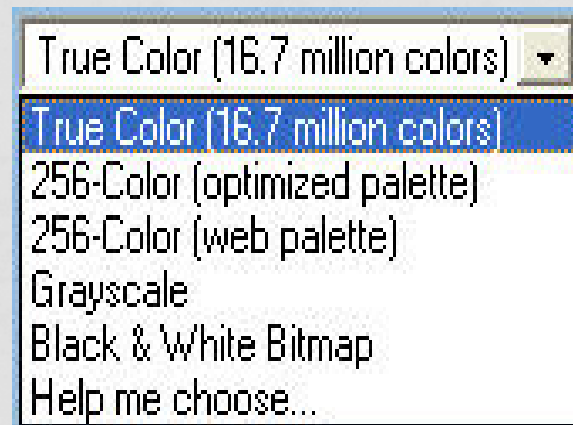 True Color (16.7 million colors)
True Color (16.7 million colors)
256-Color (optimized palette)
256-Color (web palette)
Grayscale
Black & White Bitmap
Help me choose...